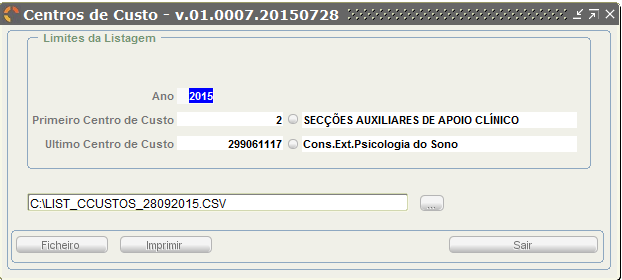 Centros de Custo - v.01.0007.20150728
Limites da Listagem
Ano 2015
Primeiro Centro de Custo 2 SECÇÕES AUXILIARES DE APOIO CLÍNICO
Ultimo Centro de Custo 299061117 Cons.Ext.Psicologia do Sono
C:\LIST_CCUSTOS_28092015.CSV ...
Ficheiro Imprimir Sair